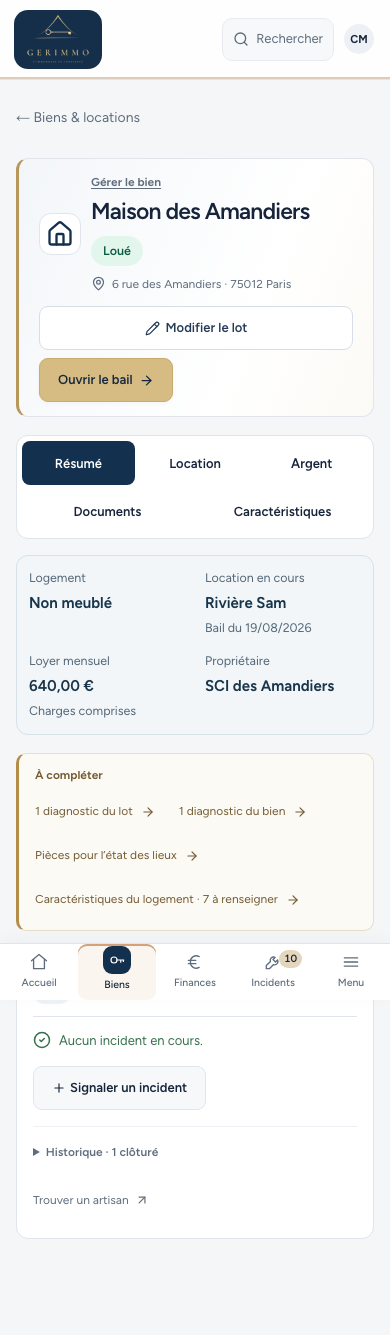 GERIMMO
Rechercher
CM
← Biens & locations
Gérer le bien
Maison des Amandiers
Loué
6 rue des Amandiers · 75012 Paris
Modifier le lot
Ouvrir le bail →
Résumé
Location
Argent
Documents
Caractéristiques
Logement
Non meublé
Location en cours
Rivière Sam
Bail du 19/08/2026
Loyer mensuel
640,00 €
Charges comprises
Propriétaire
SCI des Amandiers
À compléter
1 diagnostic du lot →
1 diagnostic du bien →
Pièces pour l'état des lieux →
Caractéristiques du logement · 7 à renseigner →
Accueil
Biens
Finances
10
Incidents
Menu
Aucun incident en cours.
+ Signaler un incident
▶ Historique · 1 clôturé
Trouver un artisan ↗